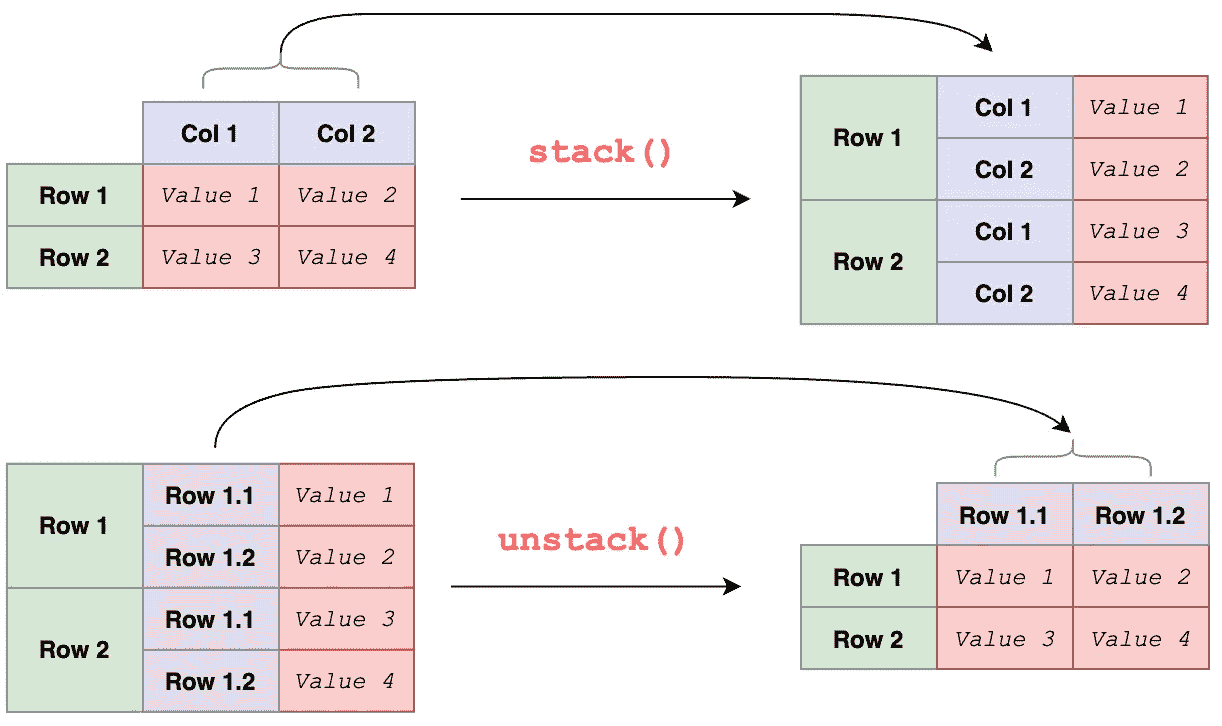 Col 1 Col 2
Row 1 Value 1 Value 2
Row 2 Value 3 Value 4
stack()
Row 1
Col 1 Value 1
Col 2 Value 2
Row 2
Col 1 Value 3
Col 2 Value 4
Row 1
Row 1.1 Value 1
Row 1.2 Value 2
Row 2
Row 1.1 Value 3
Row 1.2 Value 4
unstack()
Row 1.1 Row 1.2
Row 1 Value 1 Value 2
Row 2 Value 3 Value 4